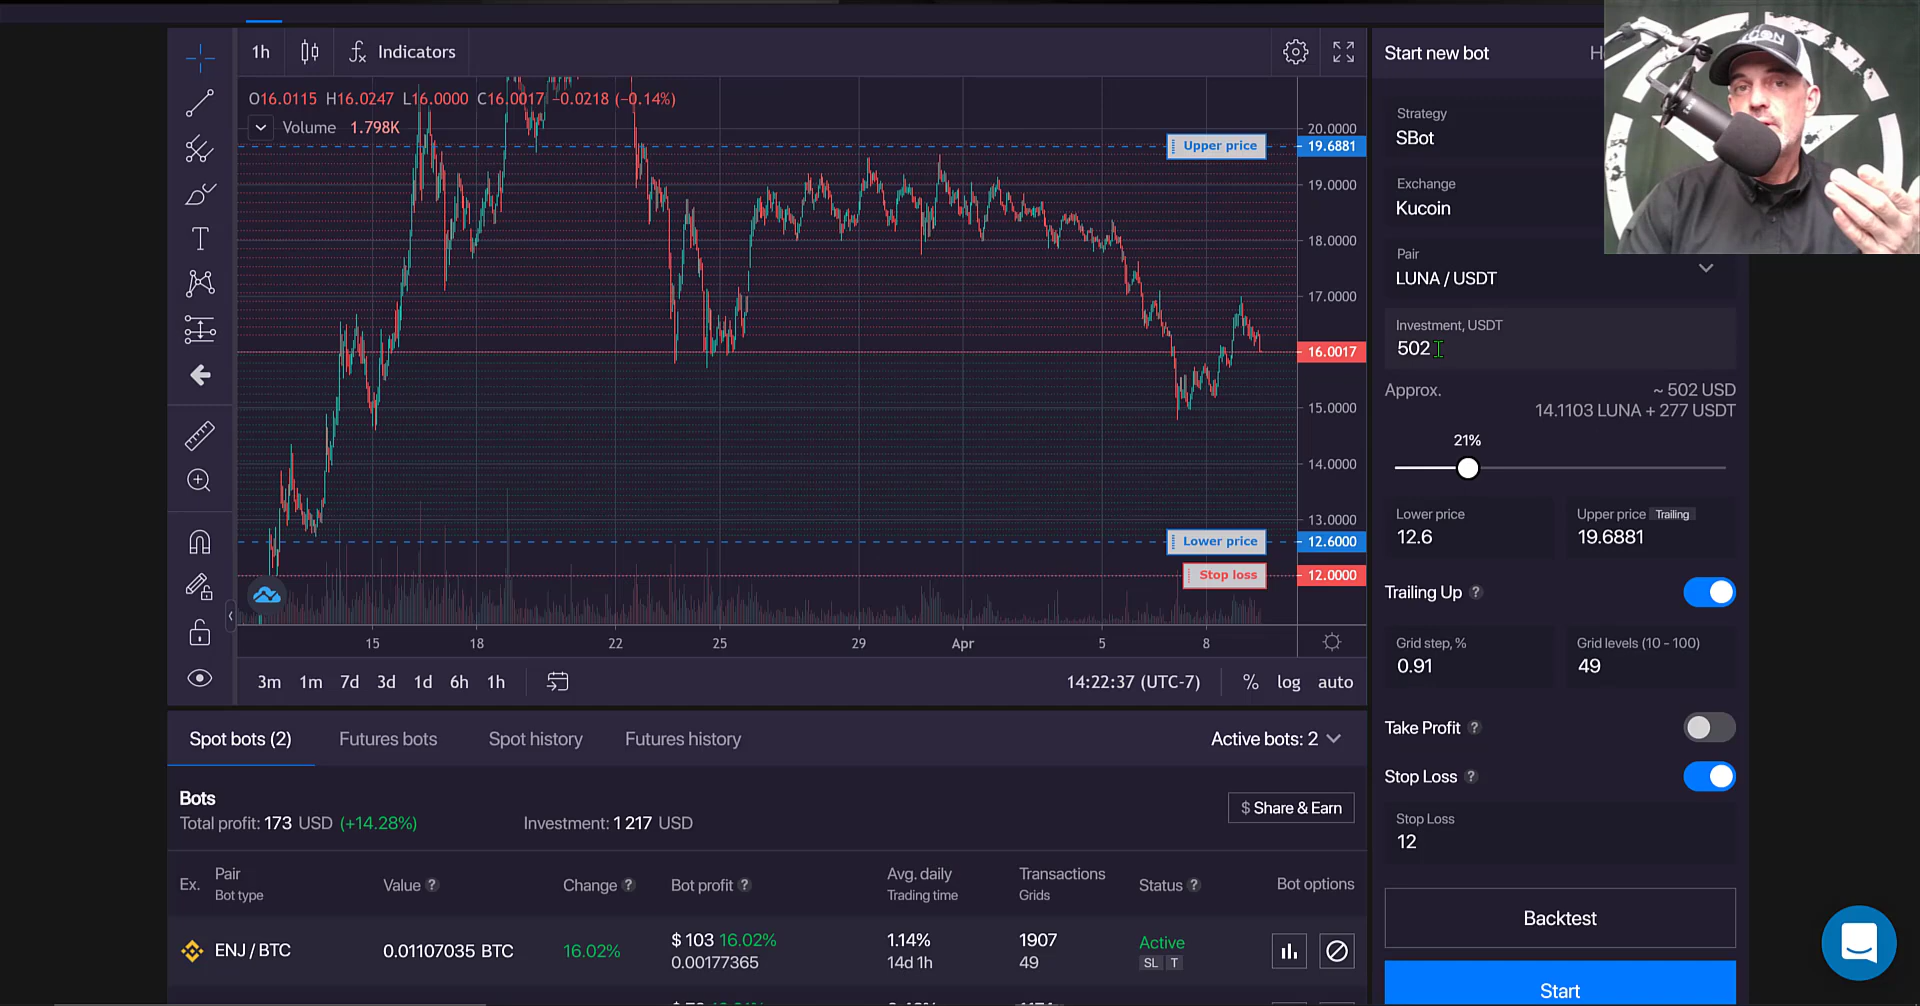 1h
Indicators
O16.0115 H16.0247 L16.0000 C16.0017 −0.0218 (−0.14%)
Volume 1.798K
20.0000
Upper price
19.6881
19.0000
18.0000
17.0000
16.0017
15.0000
14.0000
13.0000
Lower price
12.6000
Stop loss
12.0000
15 18 22 25 29 Apr 5 8
3m 1m 7d 3d 1d 6h 1h
14:22:37 (UTC-7)
% log auto
Spot bots (2) Futures bots Spot history Futures history
Active bots: 2
Bots
Total profit: 173 USD (+14.28%) Investment: 1 217 USD
$ Share & Earn
Ex.
Pair
Bot type
Value ?
Change ?
Bot profit ?
Avg. daily
Trading time
Transactions
Grids
Status ?
Bot options
ENJ / BTC
0.01107035 BTC
16.02%
$ 103 16.02%
0.00177365
1.14%
14d 1h
1907
49
Active
SL T
Start new bot
Strategy
SBot
Exchange
Kucoin
Pair
LUNA / USDT
Investment, USDT
502
Approx. ~ 502 USD
14.1103 LUNA + 277 USDT
21%
Lower price
12.6
Upper price Trailing
19.6881
Trailing Up ?
Grid step, %
0.91
Grid levels (10 - 100)
49
Take Profit ?
Stop Loss ?
Stop Loss
12
Backtest
Start